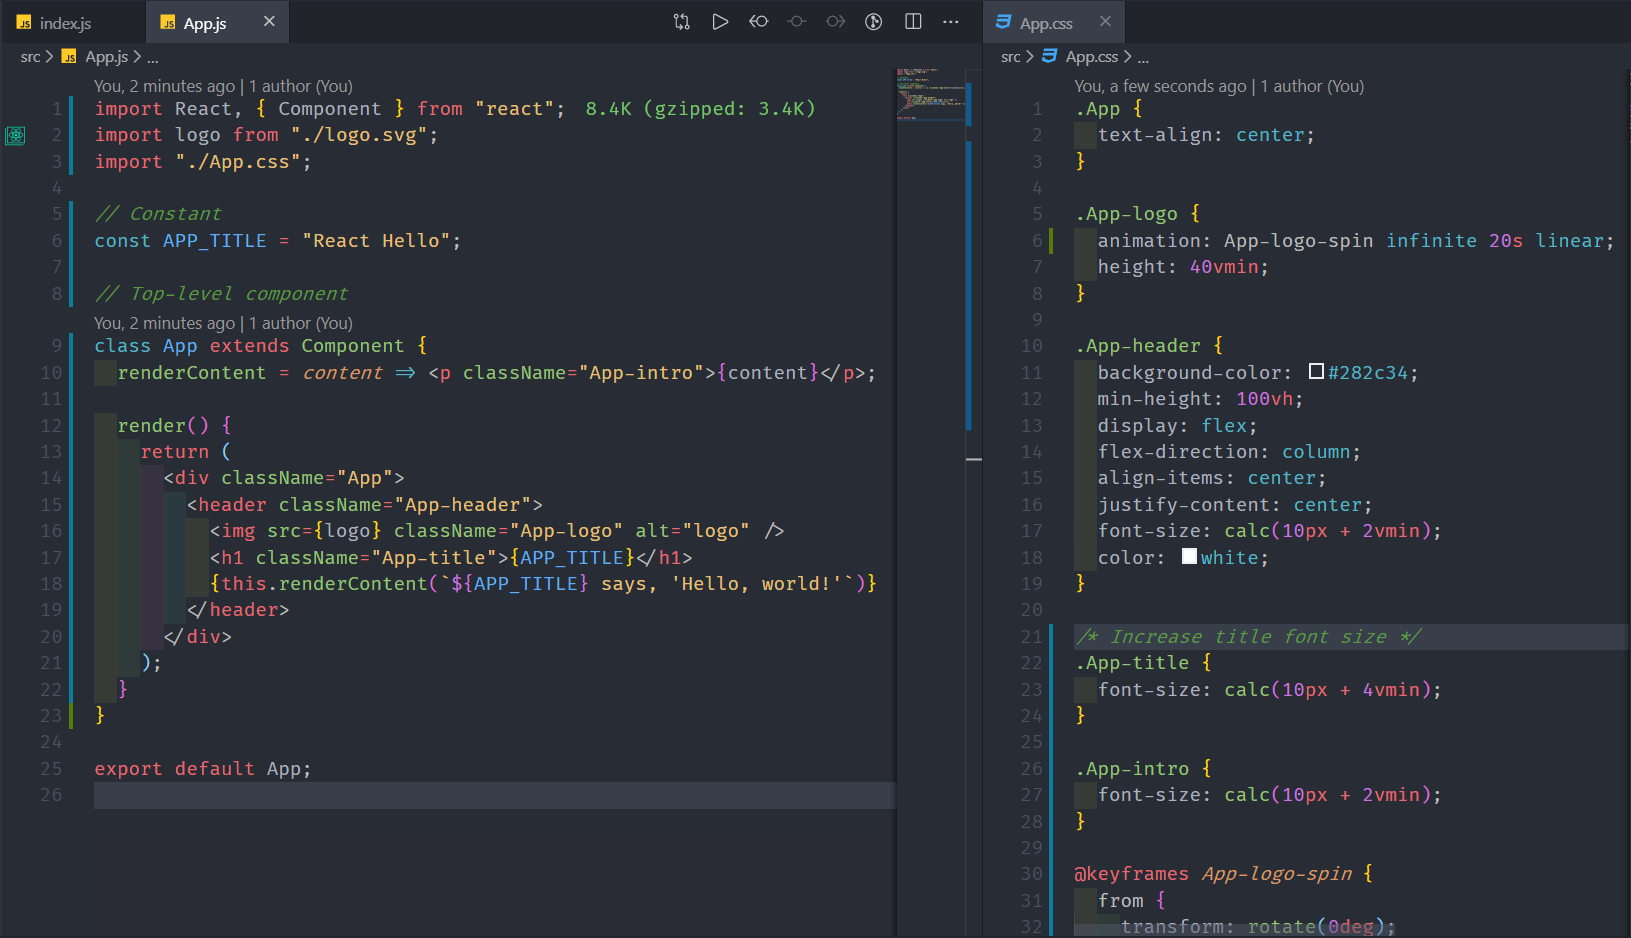 index.js
App.js
src > App.js > ...
You, 2 minutes ago | 1 author (You)
1 import React, { Component } from "react"; 8.4K (gzipped: 3.4K)
2 import logo from "./logo.svg";
3 import "./App.css";
4
5 // Constant
6 const APP_TITLE = "React Hello";
7
8 // Top-level component
You, 2 minutes ago | 1 author (You)
9 class App extends Component {
10 renderContent = content => <p className="App-intro">{content}</p>;
11
12 render() {
13 return (
14 <div className="App">
15 <header className="App-header">
16 <img src={logo} className="App-logo" alt="logo" />
17 <h1 className="App-title">{APP_TITLE}</h1>
18 {this.renderContent(`${APP_TITLE} says, 'Hello, world!'`)}
19 </header>
20 </div>
21 );
22 }
23 }
24
25 export default App;
26
App.css
src > App.css > ...
You, a few seconds ago | 1 author (You)
1 .App {
2 text-align: center;
3 }
4
5 .App-logo {
6 animation: App-logo-spin infinite 20s linear;
7 height: 40vmin;
8 }
9
10 .App-header {
11 background-color: #282c34;
12 min-height: 100vh;
13 display: flex;
14 flex-direction: column;
15 align-items: center;
16 justify-content: center;
17 font-size: calc(10px + 2vmin);
18 color: white;
19 }
20
21 /* Increase title font size */
22 .App-title {
23 font-size: calc(10px + 4vmin);
24 }
25
26 .App-intro {
27 font-size: calc(10px + 2vmin);
28 }
29
30 @keyframes App-logo-spin {
31 from {
32 transform: rotate(0deg);